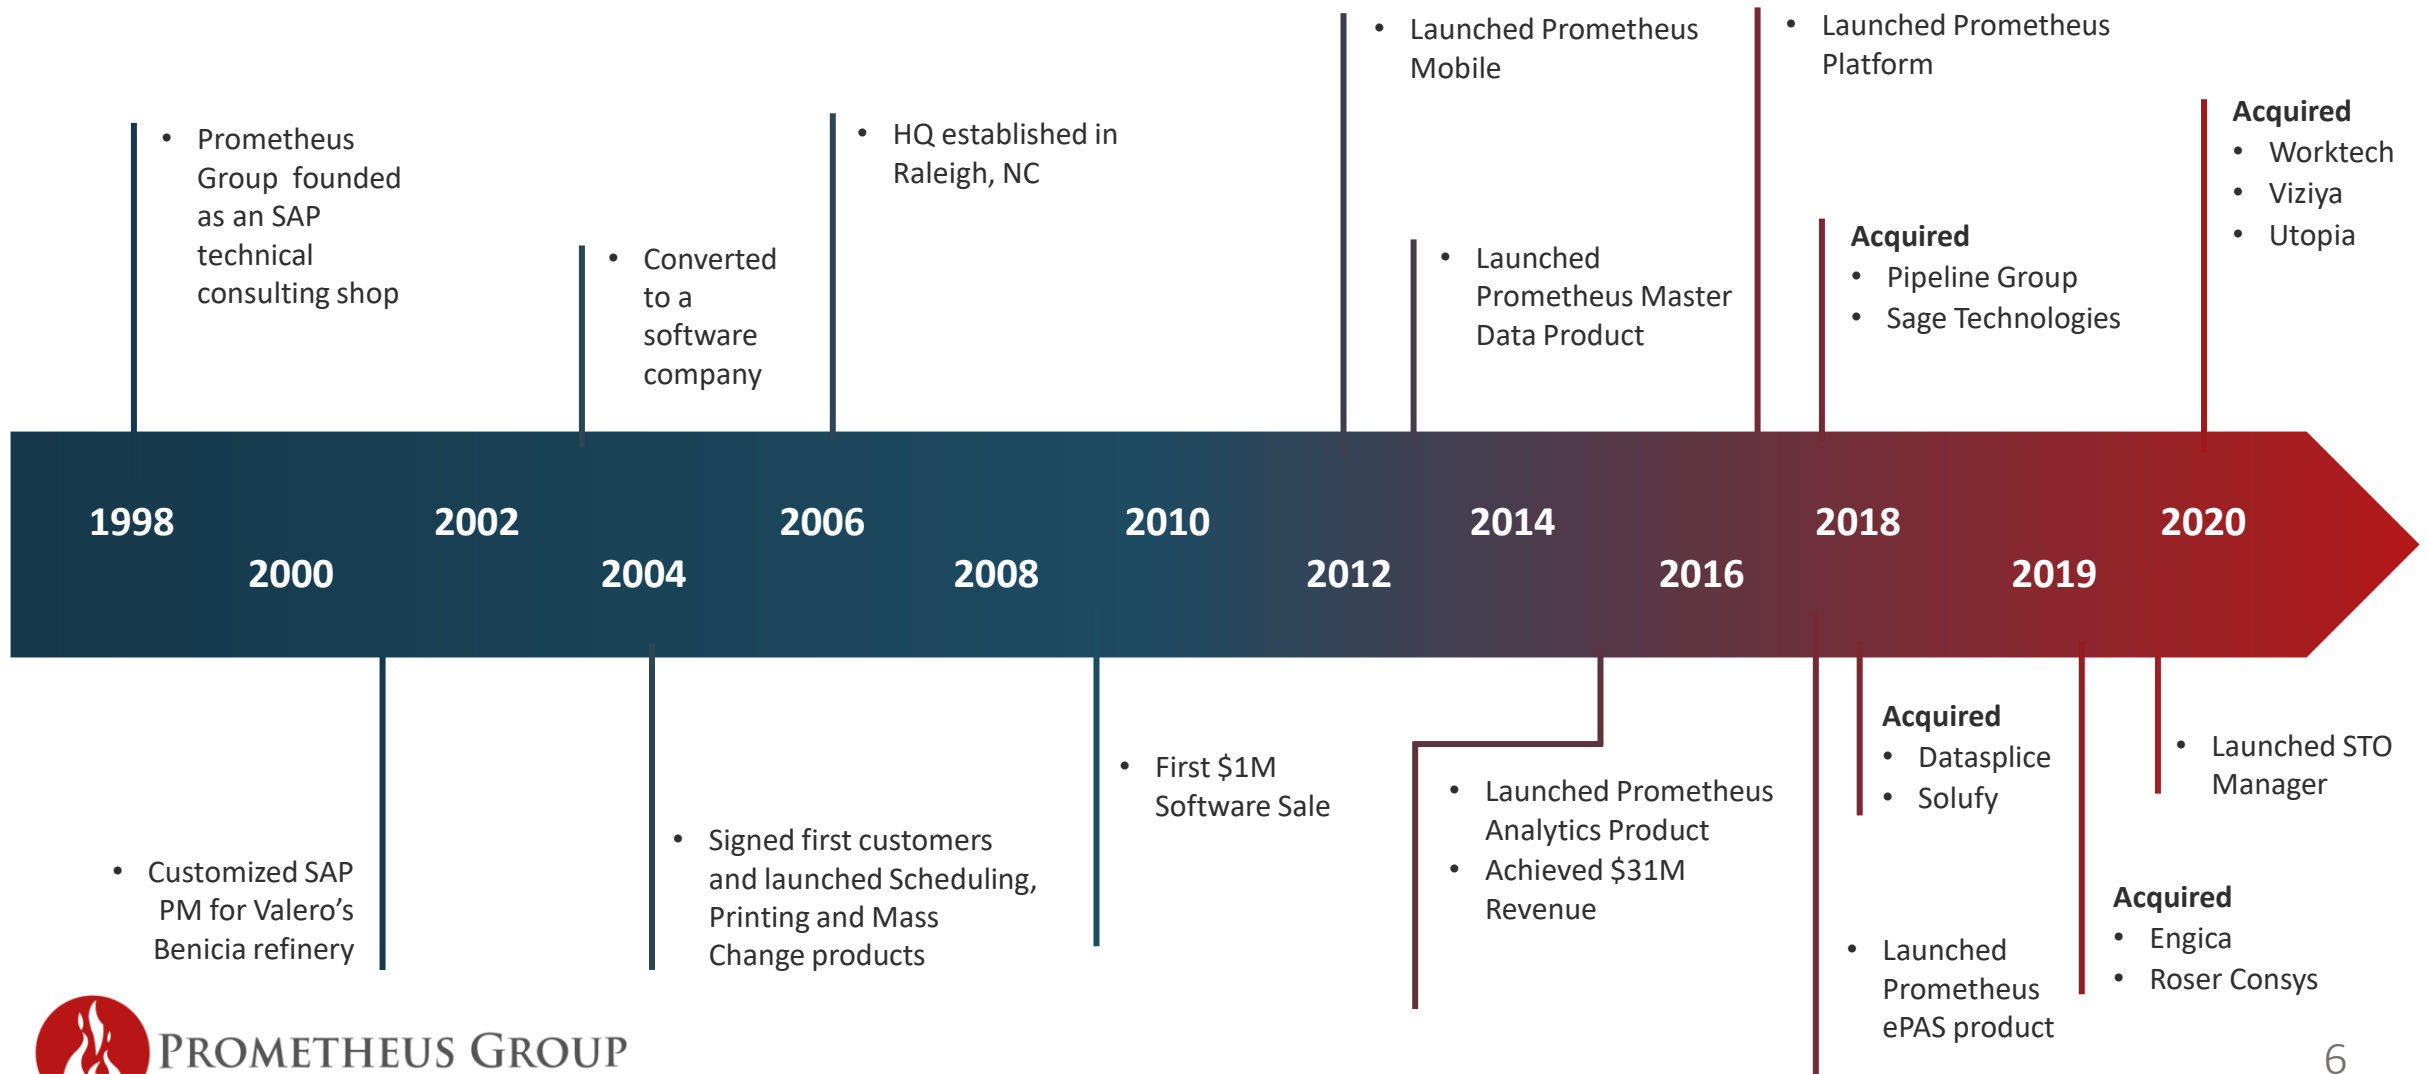 • Prometheus
Group founded
as an SAP
technical
consulting shop
• Converted
to a
software
company
• HQ established in
Raleigh, NC
• Launched Prometheus
Mobile
• Launched
Prometheus Master
Data Product
• Launched Prometheus
Platform
Acquired
• Pipeline Group
• Sage Technologies
Acquired
• Worktech
• Viziya
• Utopia
1998
2000
2002
2004
2006
2008
2010
2012
2014
2016
2018
2019
2020
• Customized SAP
PM for Valero’s
Benicia refinery
• Signed first customers
and launched Scheduling,
Printing and Mass
Change products
• First $1M
Software Sale
• Launched Prometheus
Analytics Product
• Achieved $31M
Revenue
Acquired
• Datasplice
• Solufy
• Launched
Prometheus
ePAS product
Acquired
• Engica
• Roser Consys
• Launched STO
Manager
PROMETHEUS GROUP
6